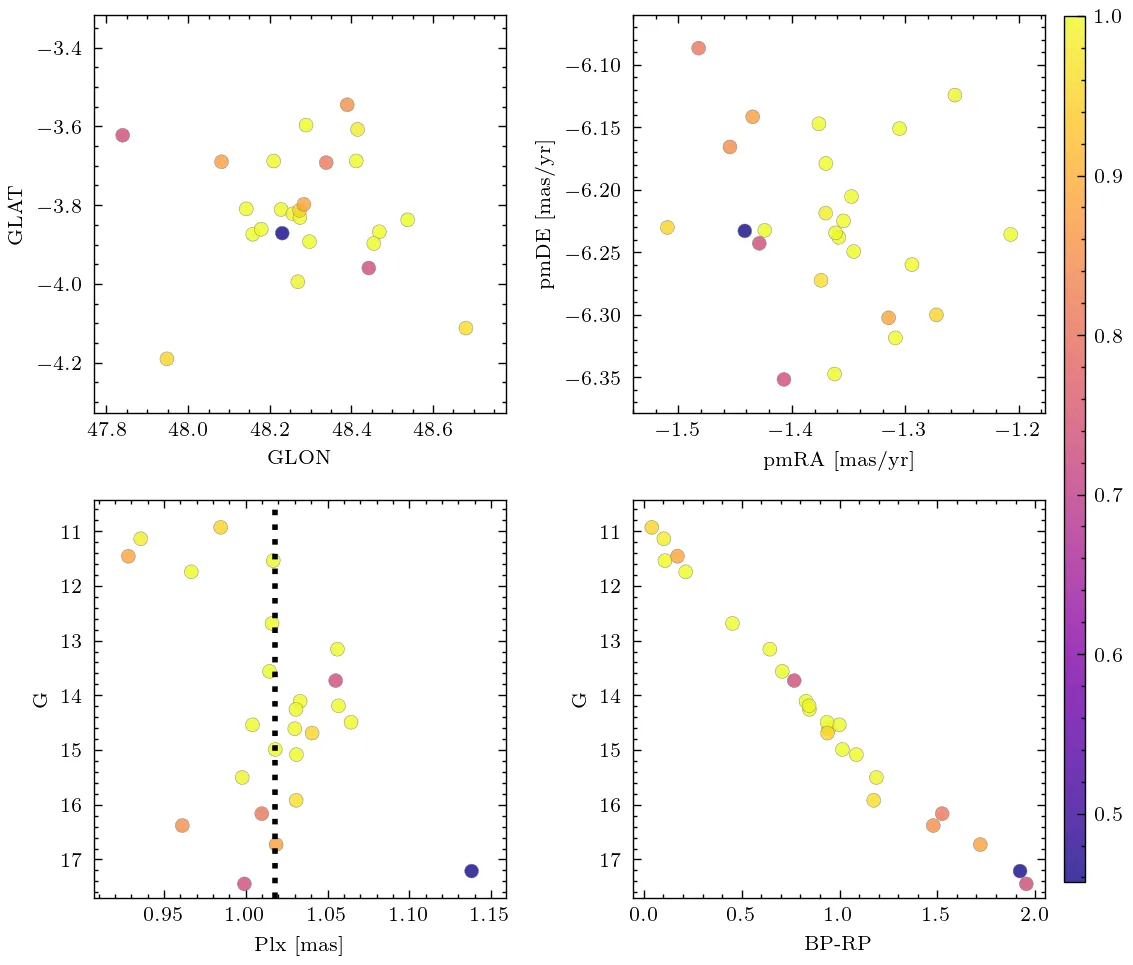 −3.4
−3.6
−3.8
−4.0
−4.2
GLAT
47.8 48.0 48.2 48.4 48.6
GLON
−6.10
−6.15
−6.20
−6.25
−6.30
−6.35
pmDE [mas/yr]
−1.5 −1.4 −1.3 −1.2
pmRA [mas/yr]
11
12
13
14
15
16
17
G
0.95 1.00 1.05 1.10 1.15
Plx [mas]
11
12
13
14
15
16
17
G
0.0 0.5 1.0 1.5 2.0
BP-RP
1.0
0.9
0.8
0.7
0.6
0.5